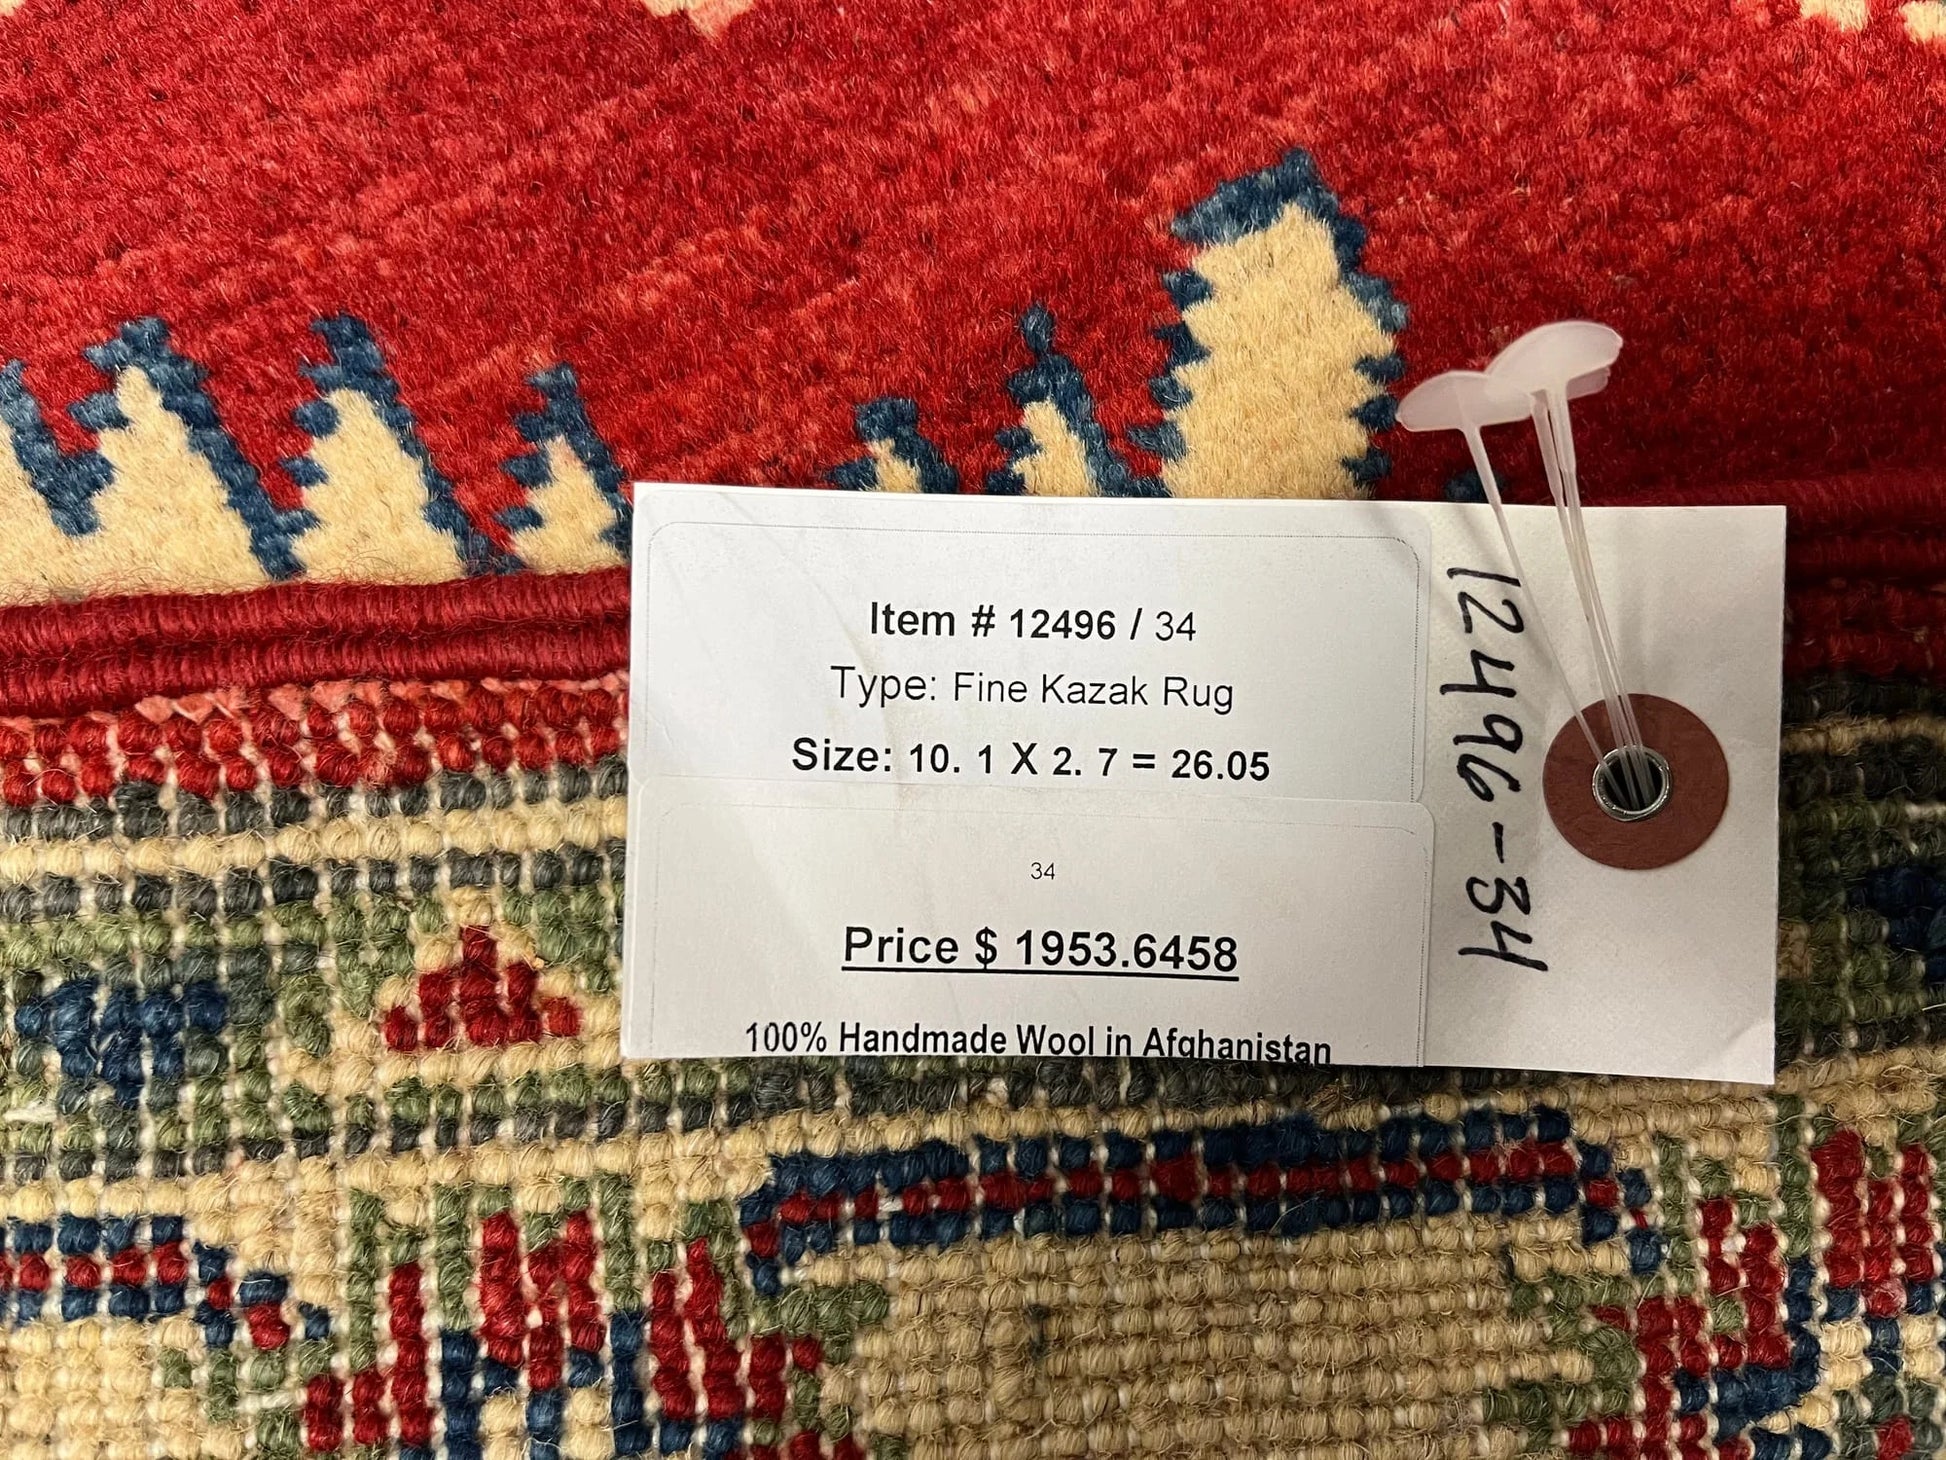 Item # 12496 / 34
Type: Fine Kazak Rug
Size: 10. 1 X 2. 7 = 26.05
34
Price $ 1953.6458
100% Handmade Wool in Afghanistan
12496-34